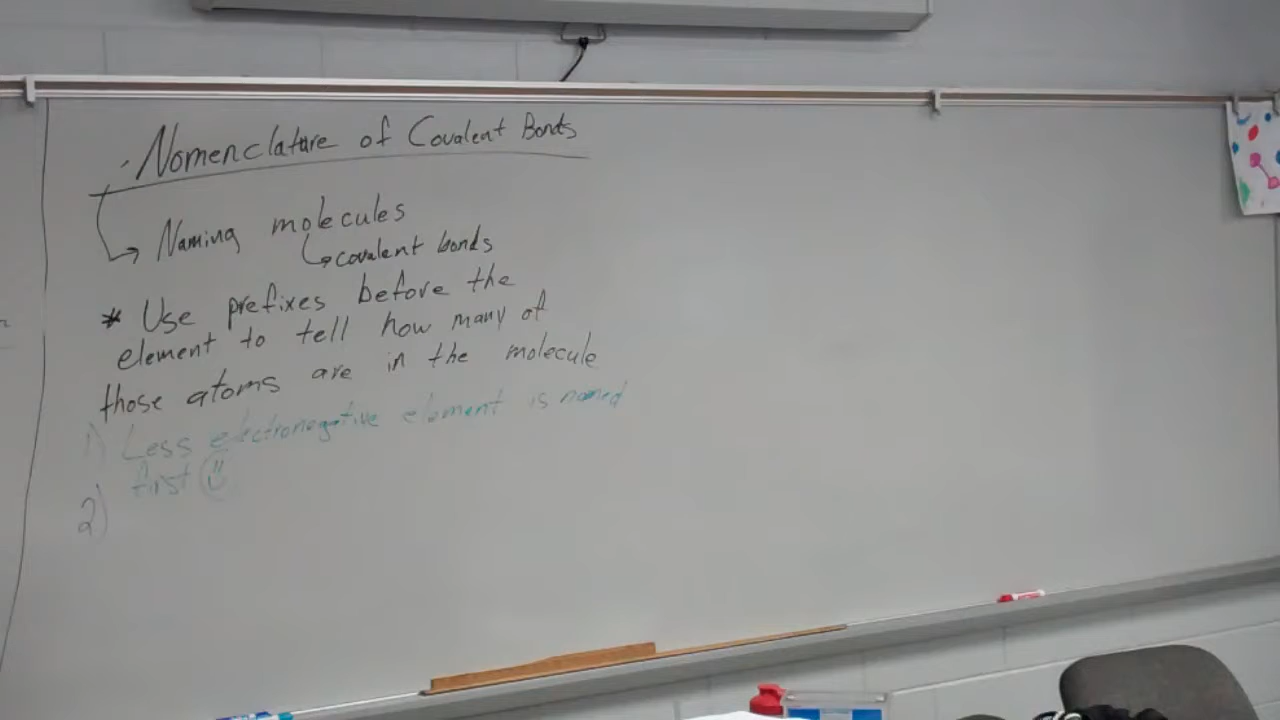 Nomenclature of Covalent Bonds
Naming molecules
covalent bonds
* Use prefixes before the
element to tell how many of
those atoms are in the molecule
1) Less electronegative element is named
first
2)